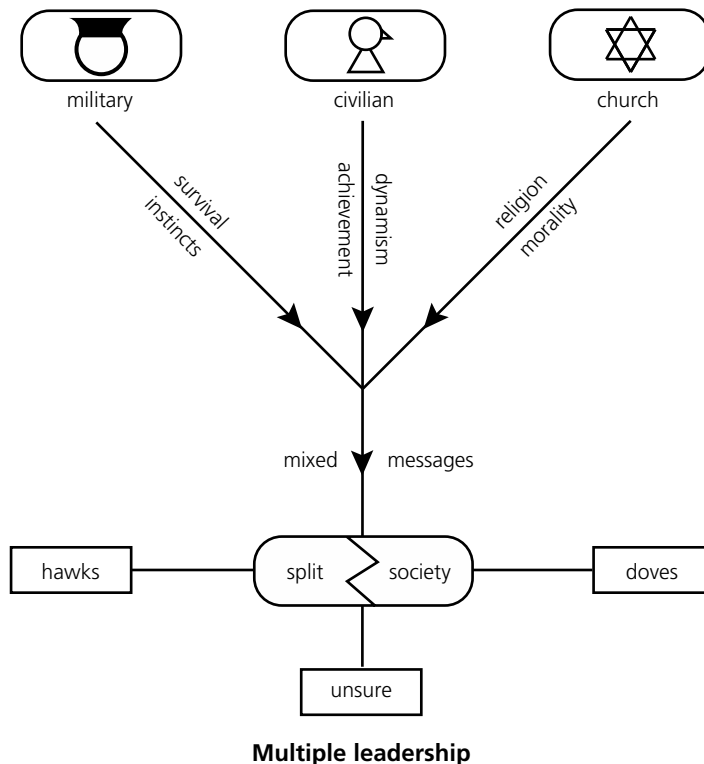 military
civilian
church
survival
instincts
achievement
dynamism
religion
morality
mixed messages
split society
hawks
doves
unsure
Multiple leadership